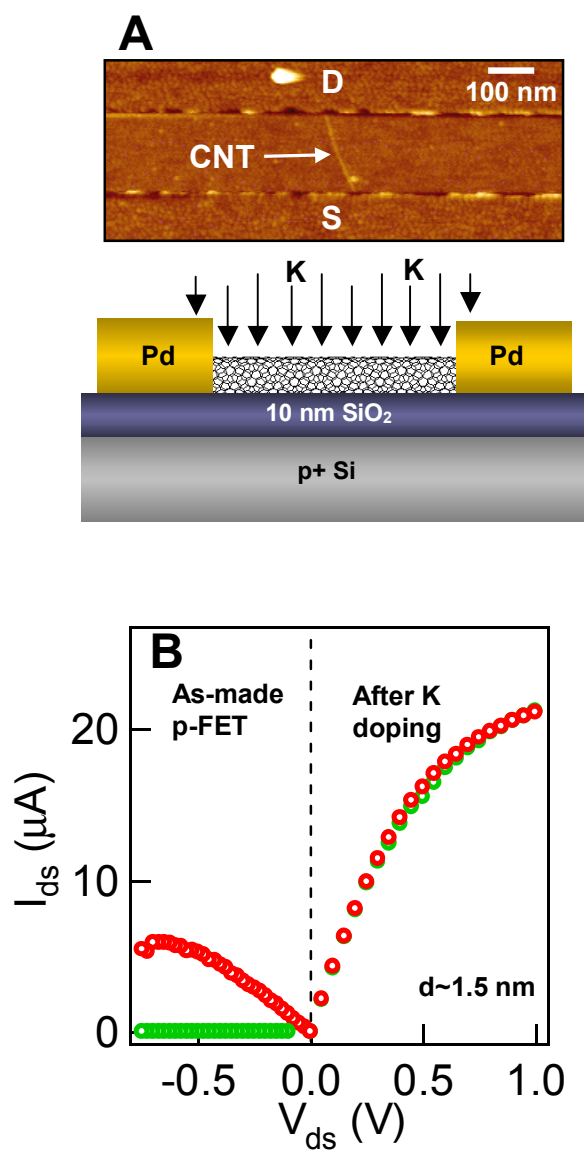 A
D
100 nm
CNT
S
K K
Pd Pd
10 nm SiO₂
p+ Si
B
As-made After K
p-FET doping
20
10
0
I_ds (μA)
d~1.5 nm
-0.5 0.0 0.5 1.0
V_ds (V)